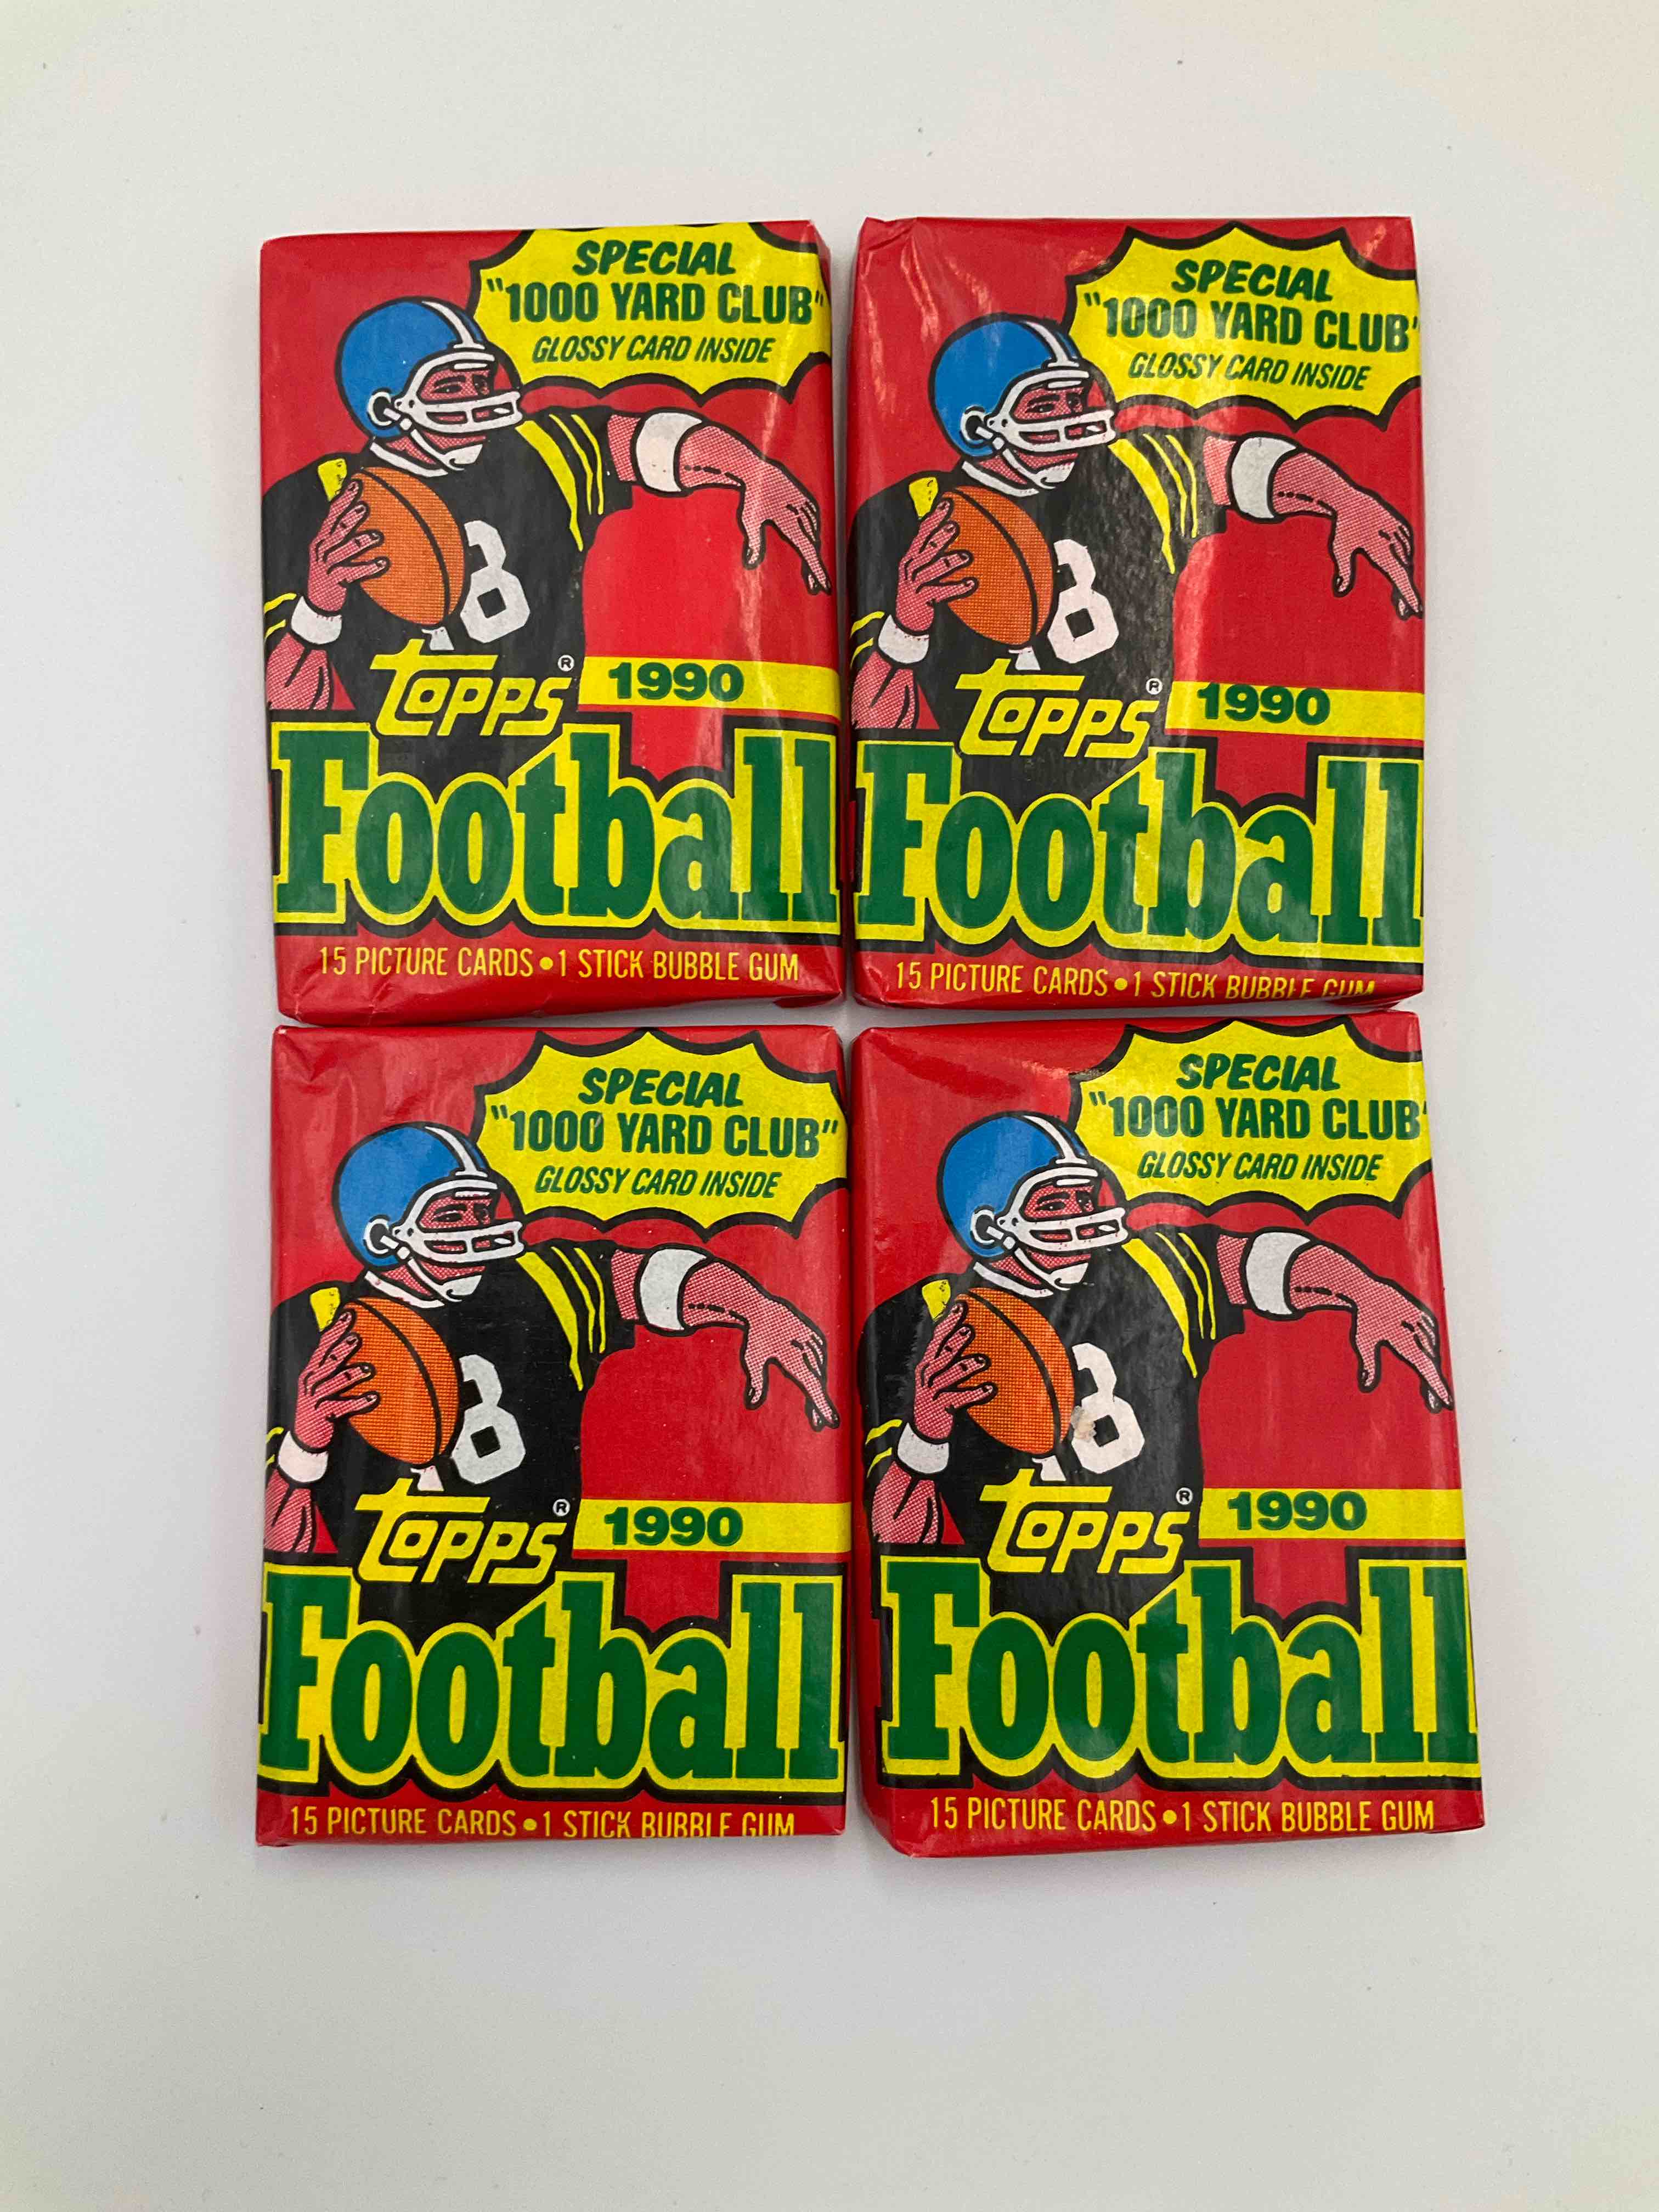 SPECIAL
"1000 YARD CLUB"
GLOSSY CARD INSIDE
8
TOPPS® 1990
Football
15 PICTURE CARDS • 1 STICK BUBBLE GUM
SPECIAL
"1000 YARD CLUB"
GLOSSY CARD INSIDE
8
TOPPS® 1990
Football
15 PICTURE CARDS • 1 STICK BUBBLE GUM
SPECIAL
"1000 YARD CLUB"
GLOSSY CARD INSIDE
8
TOPPS® 1990
Football
15 PICTURE CARDS • 1 STICK BUBBLE GUM
SPECIAL
"1000 YARD CLUB"
GLOSSY CARD INSIDE
8
TOPPS® 1990
Football
15 PICTURE CARDS • 1 STICK BUBBLE GUM